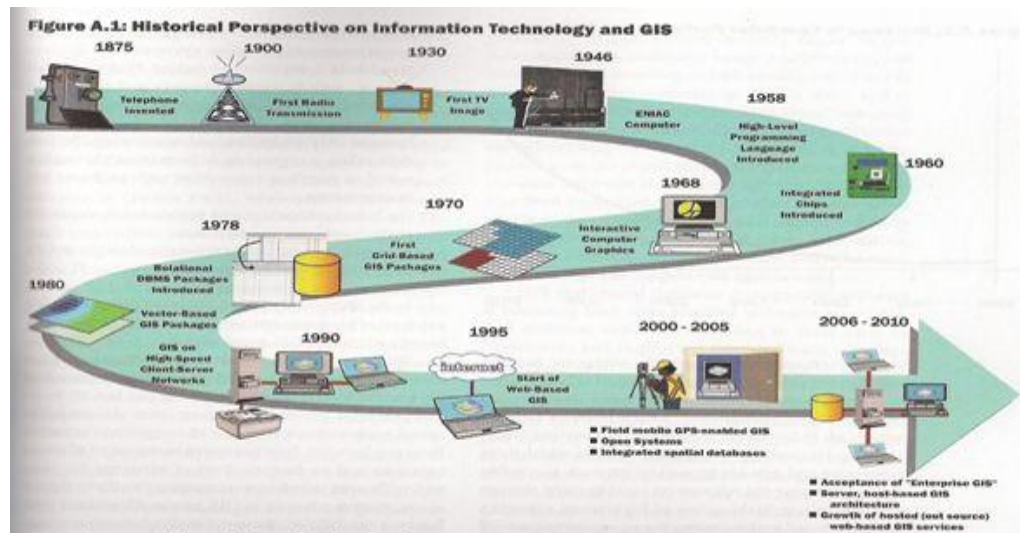 Figure A.1: Historical Perspective on Information Technology and GIS
1875
Telephone
Invented
1900
First Radio
Transmission
1930
First TV
Image
1946
ENIAC
Computer
1958
High-Level
Programming
Language
Introduced
1960
Integrated
Chips
Introduced
1968
Interactive
Computer
Graphics
1970
First
Grid-Based
GIS Packages
1978
Relational
DBMS Packages
Introduced
1980
Vector-Based
GIS Packages
GIS on
High-Speed
Client-Server
Networks
1990
1995
internet
Start of
Web-Based
GIS
2000 - 2005
■ Field mobile GPS-enabled GIS
■ Open Systems
■ Integrated spatial databases
2006 - 2010
■ Acceptance of "Enterprise GIS"
■ Server, host-based GIS
architecture
■ Growth of hosted (out source)
web-based GIS services